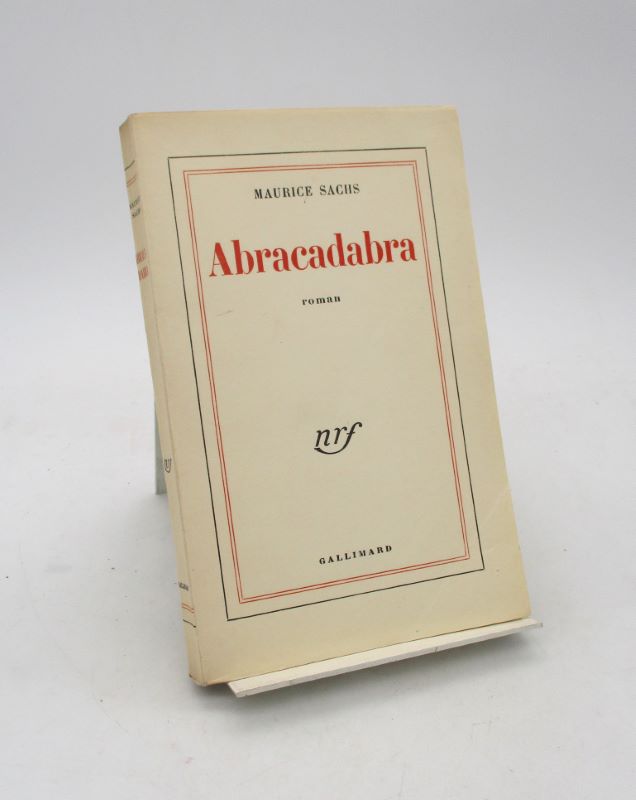 MAURICE SACHS
Abracadabra
roman
nrf
GALLIMARD